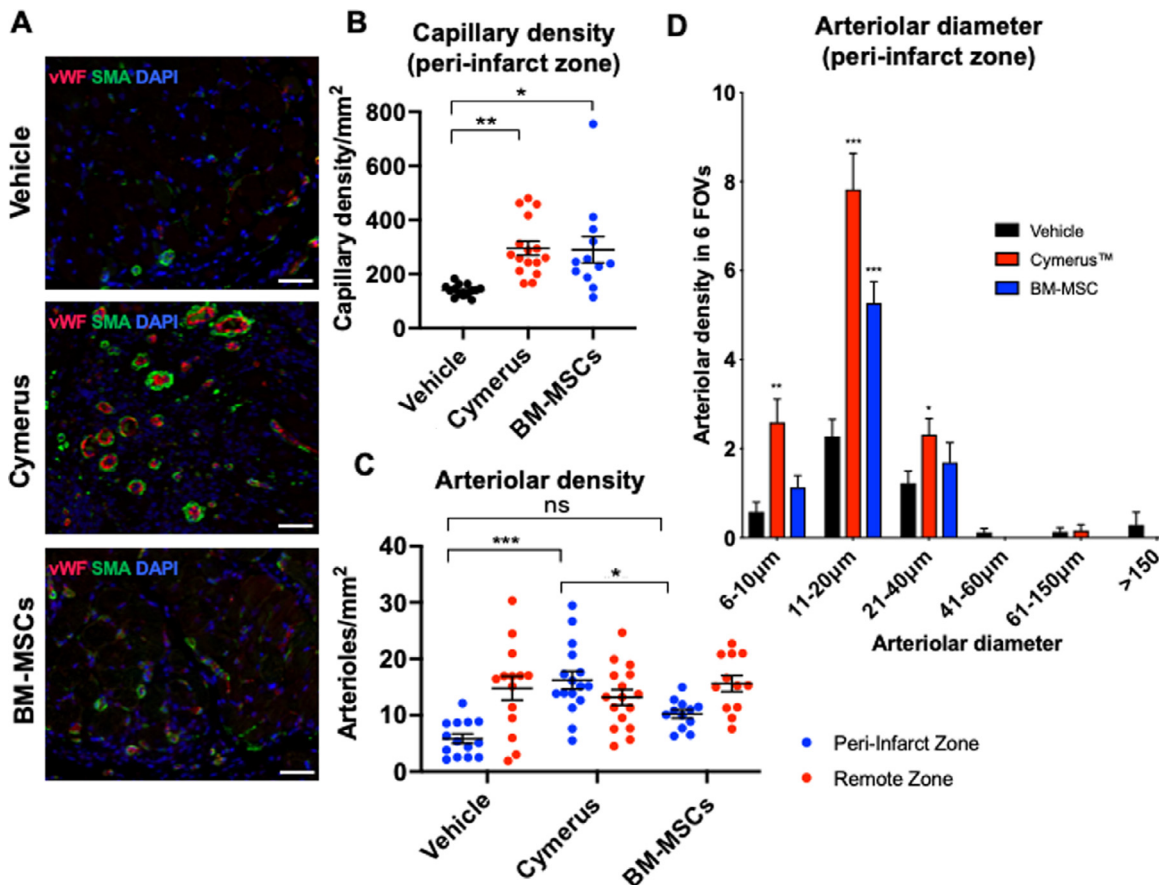 A
Vehicle
vWF SMA DAPI
Cymerus
vWF SMA DAPI
BM-MSCs
vWF SMA DAPI
B
Capillary density
(peri-infarct zone)
Capillary density/mm²
800
600
400
200
0
*
**
Vehicle
Cymerus
BM-MSCs
C
Arteriolar density
ns
***
*
Arterioles/mm²
40
30
20
10
0
Vehicle
Cymerus
BM-MSCs
Peri-Infarct Zone
Remote Zone
D
Arteriolar diameter
(peri-infarct zone)
Arteriolar density in 6 FOVs
10
8
6
4
2
0
**
***
***
*
Vehicle
Cymerus™
BM-MSC
6-10μm
11-20μm
21-40μm
41-60μm
61-150μm
>150
Arteriolar diameter